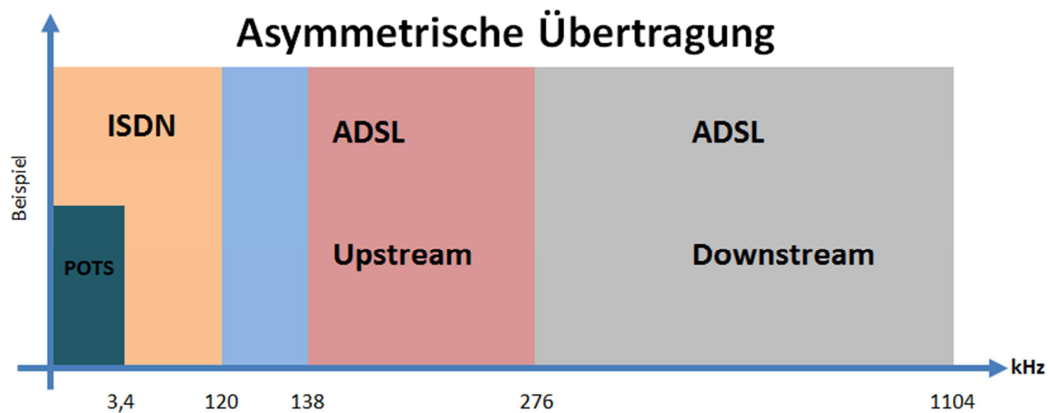 Asymmetrische Übertragung
ISDN
ADSL
ADSL
Beispiel
POTS
Upstream
Downstream
kHz
3,4
120
138
276
1104